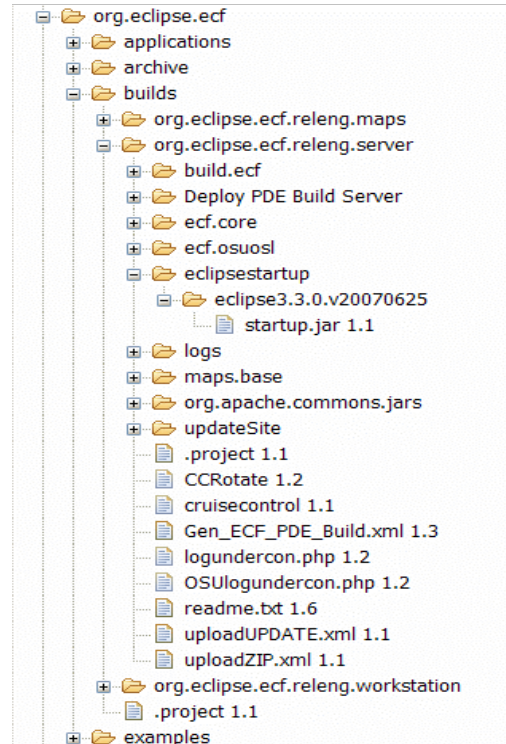 org.eclipse.ecf
applications
archive
builds
org.eclipse.ecf.releng.maps
org.eclipse.ecf.releng.server
build.ecf
Deploy PDE Build Server
ecf.core
ecf.osuosl
eclipsestartup
eclipse3.3.0.v20070625
startup.jar 1.1
logs
maps.base
org.apache.commons.jars
updateSite
.project 1.1
CCRotate 1.2
cruisecontrol 1.1
Gen_ECF_PDE_Build.xml 1.3
logundercon.php 1.2
OSUlogundercon.php 1.2
readme.txt 1.6
uploadUPDATE.xml 1.1
uploadZIP.xml 1.1
org.eclipse.ecf.releng.workstation
.project 1.1
examples